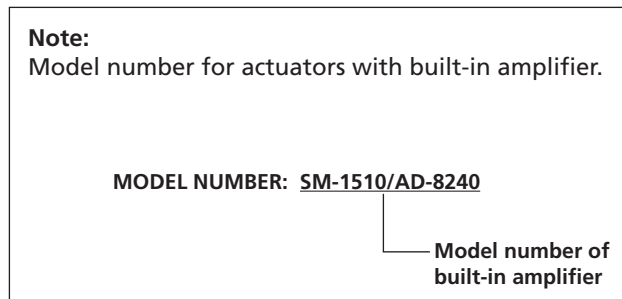 Note:
Model number for actuators with built-in amplifier.
MODEL NUMBER: SM-1510/AD-8240
Model number of
built-in amplifier